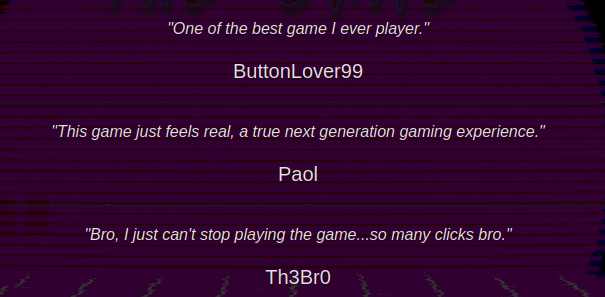 "One of the best game I ever player."
ButtonLover99
"This game just feels real, a true next generation gaming experience."
Paol
"Bro, I just can't stop playing the game...so many clicks bro."
Th3Br0